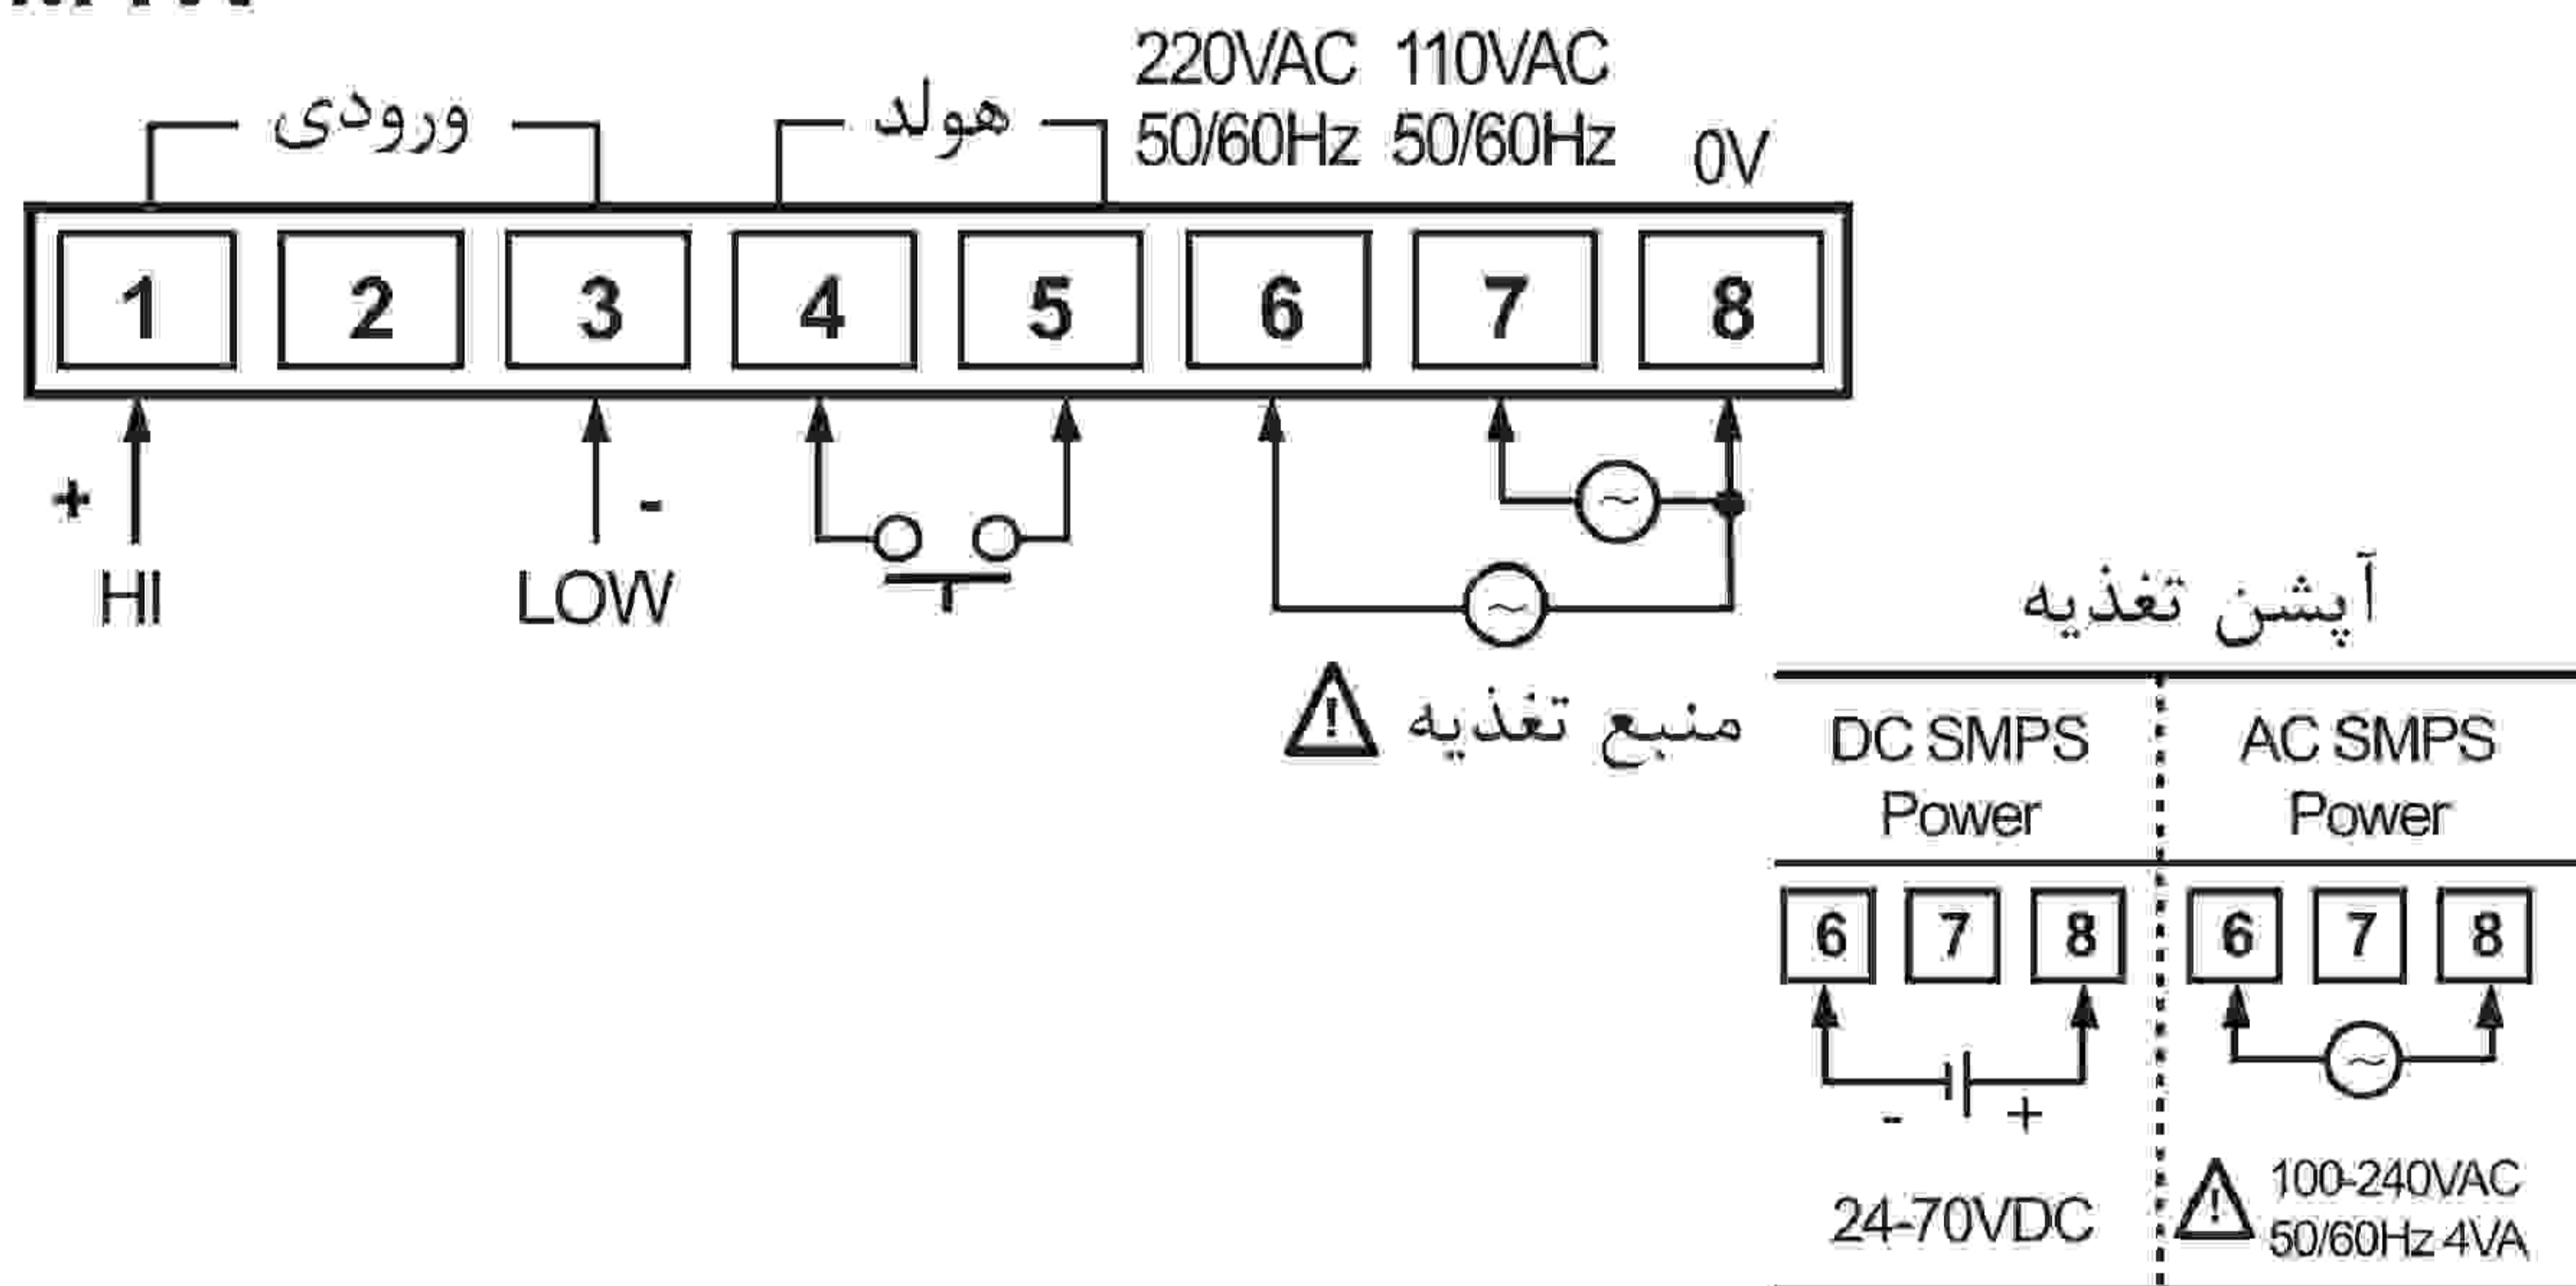 220VAC 110VAC
ورودی هولد 50/60Hz 50/60Hz 0V
1 2 3 4 5 6 7 8
+ -
HI LOW
منبع تغذیه
آپشن تغذیه
DC SMPS Power
AC SMPS Power
6 7 8
6 7 8
- +
24-70VDC
100-240VAC
50/60Hz 4VA